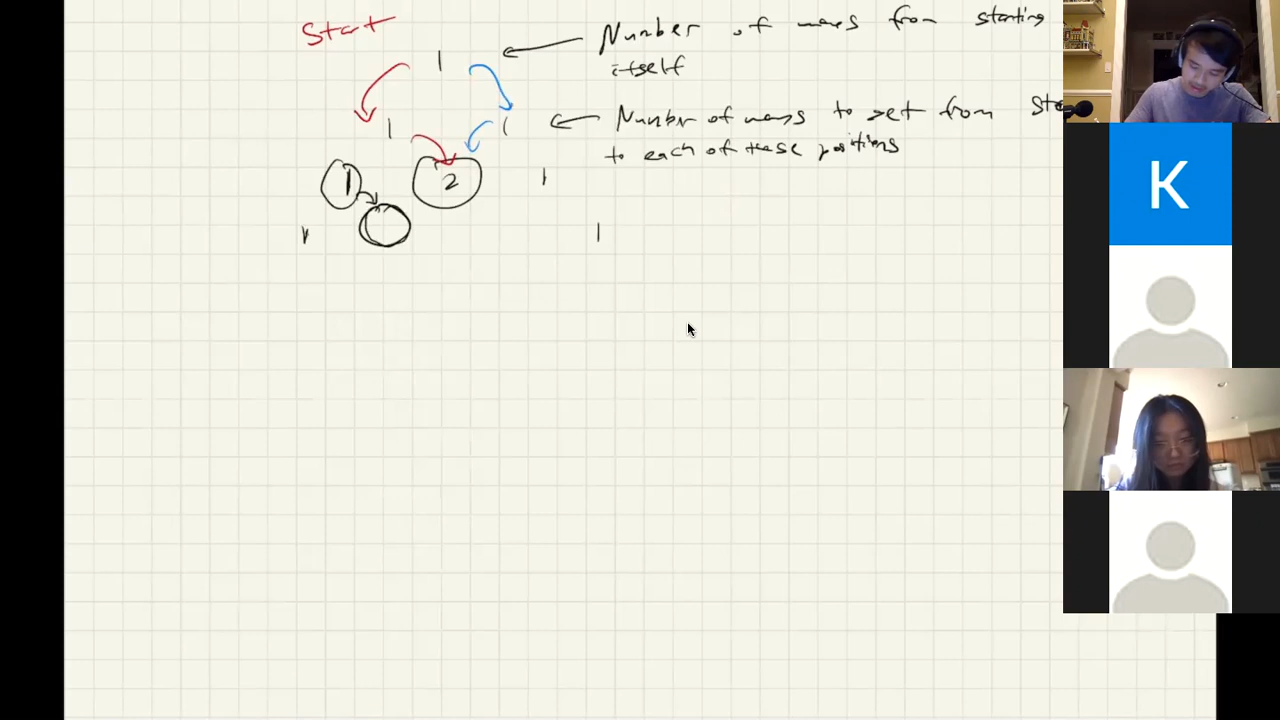 Start
1 ← Number of ways from starting
itself
1 1 ← Number of ways to get from Sta
to each of these positions
1 2 1
1 1
K